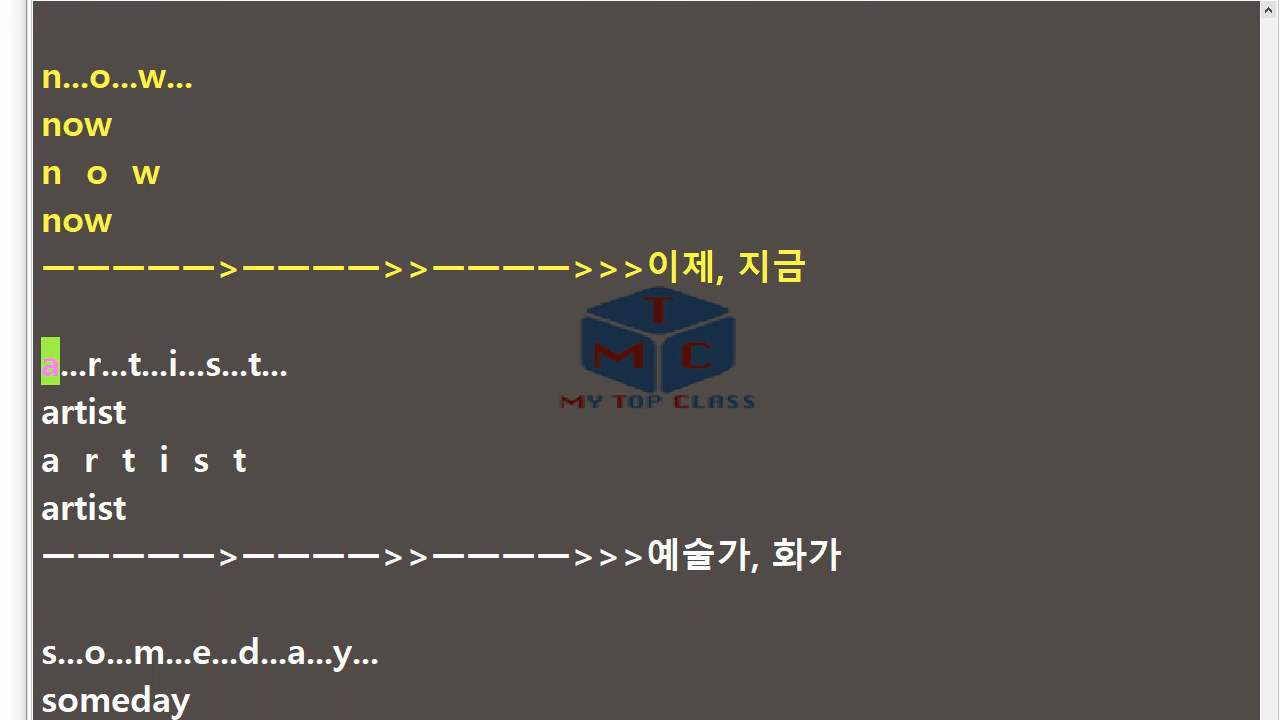 n...o...w...
now
n o w
now
ㅡㅡㅡㅡㅡ>ㅡㅡㅡㅡ>>ㅡㅡㅡㅡ>>>이제, 지금
T
M C
MY TOP CLASS
a...r...t...i...s...t...
artist
a r t i s t
artist
ㅡㅡㅡㅡㅡ>ㅡㅡㅡㅡ>>ㅡㅡㅡㅡ>>>예술가, 화가
s...o...m...e...d...a...y...
someday